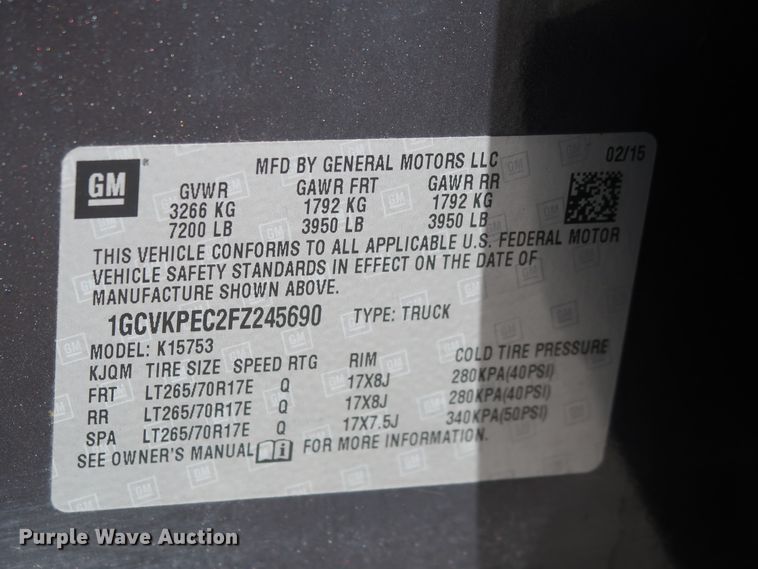 GM® MFD BY GENERAL MOTORS LLC 02/15
GVWR GAWR FRT GAWR RR
3266 KG 1792 KG 1792 KG
7200 LB 3950 LB 3950 LB
THIS VEHICLE CONFORMS TO ALL APPLICABLE U.S. FEDERAL MOTOR
VEHICLE SAFETY STANDARDS IN EFFECT ON THE DATE OF
MANUFACTURE SHOWN ABOVE.
1GCVKPEC2FZ245690 TYPE: TRUCK
MODEL: K15753
KJQM TIRE SIZE SPEED RTG RIM COLD TIRE PRESSURE
FRT LT265/70R17E Q 17X8J 280KPA(40PSI)
RR LT265/70R17E Q 17X8J 280KPA(40PSI)
SPA LT265/70R17E Q 17X7.5J 340KPA(50PSI)
SEE OWNER'S MANUAL i FOR MORE INFORMATION.
Purple Wave Auction